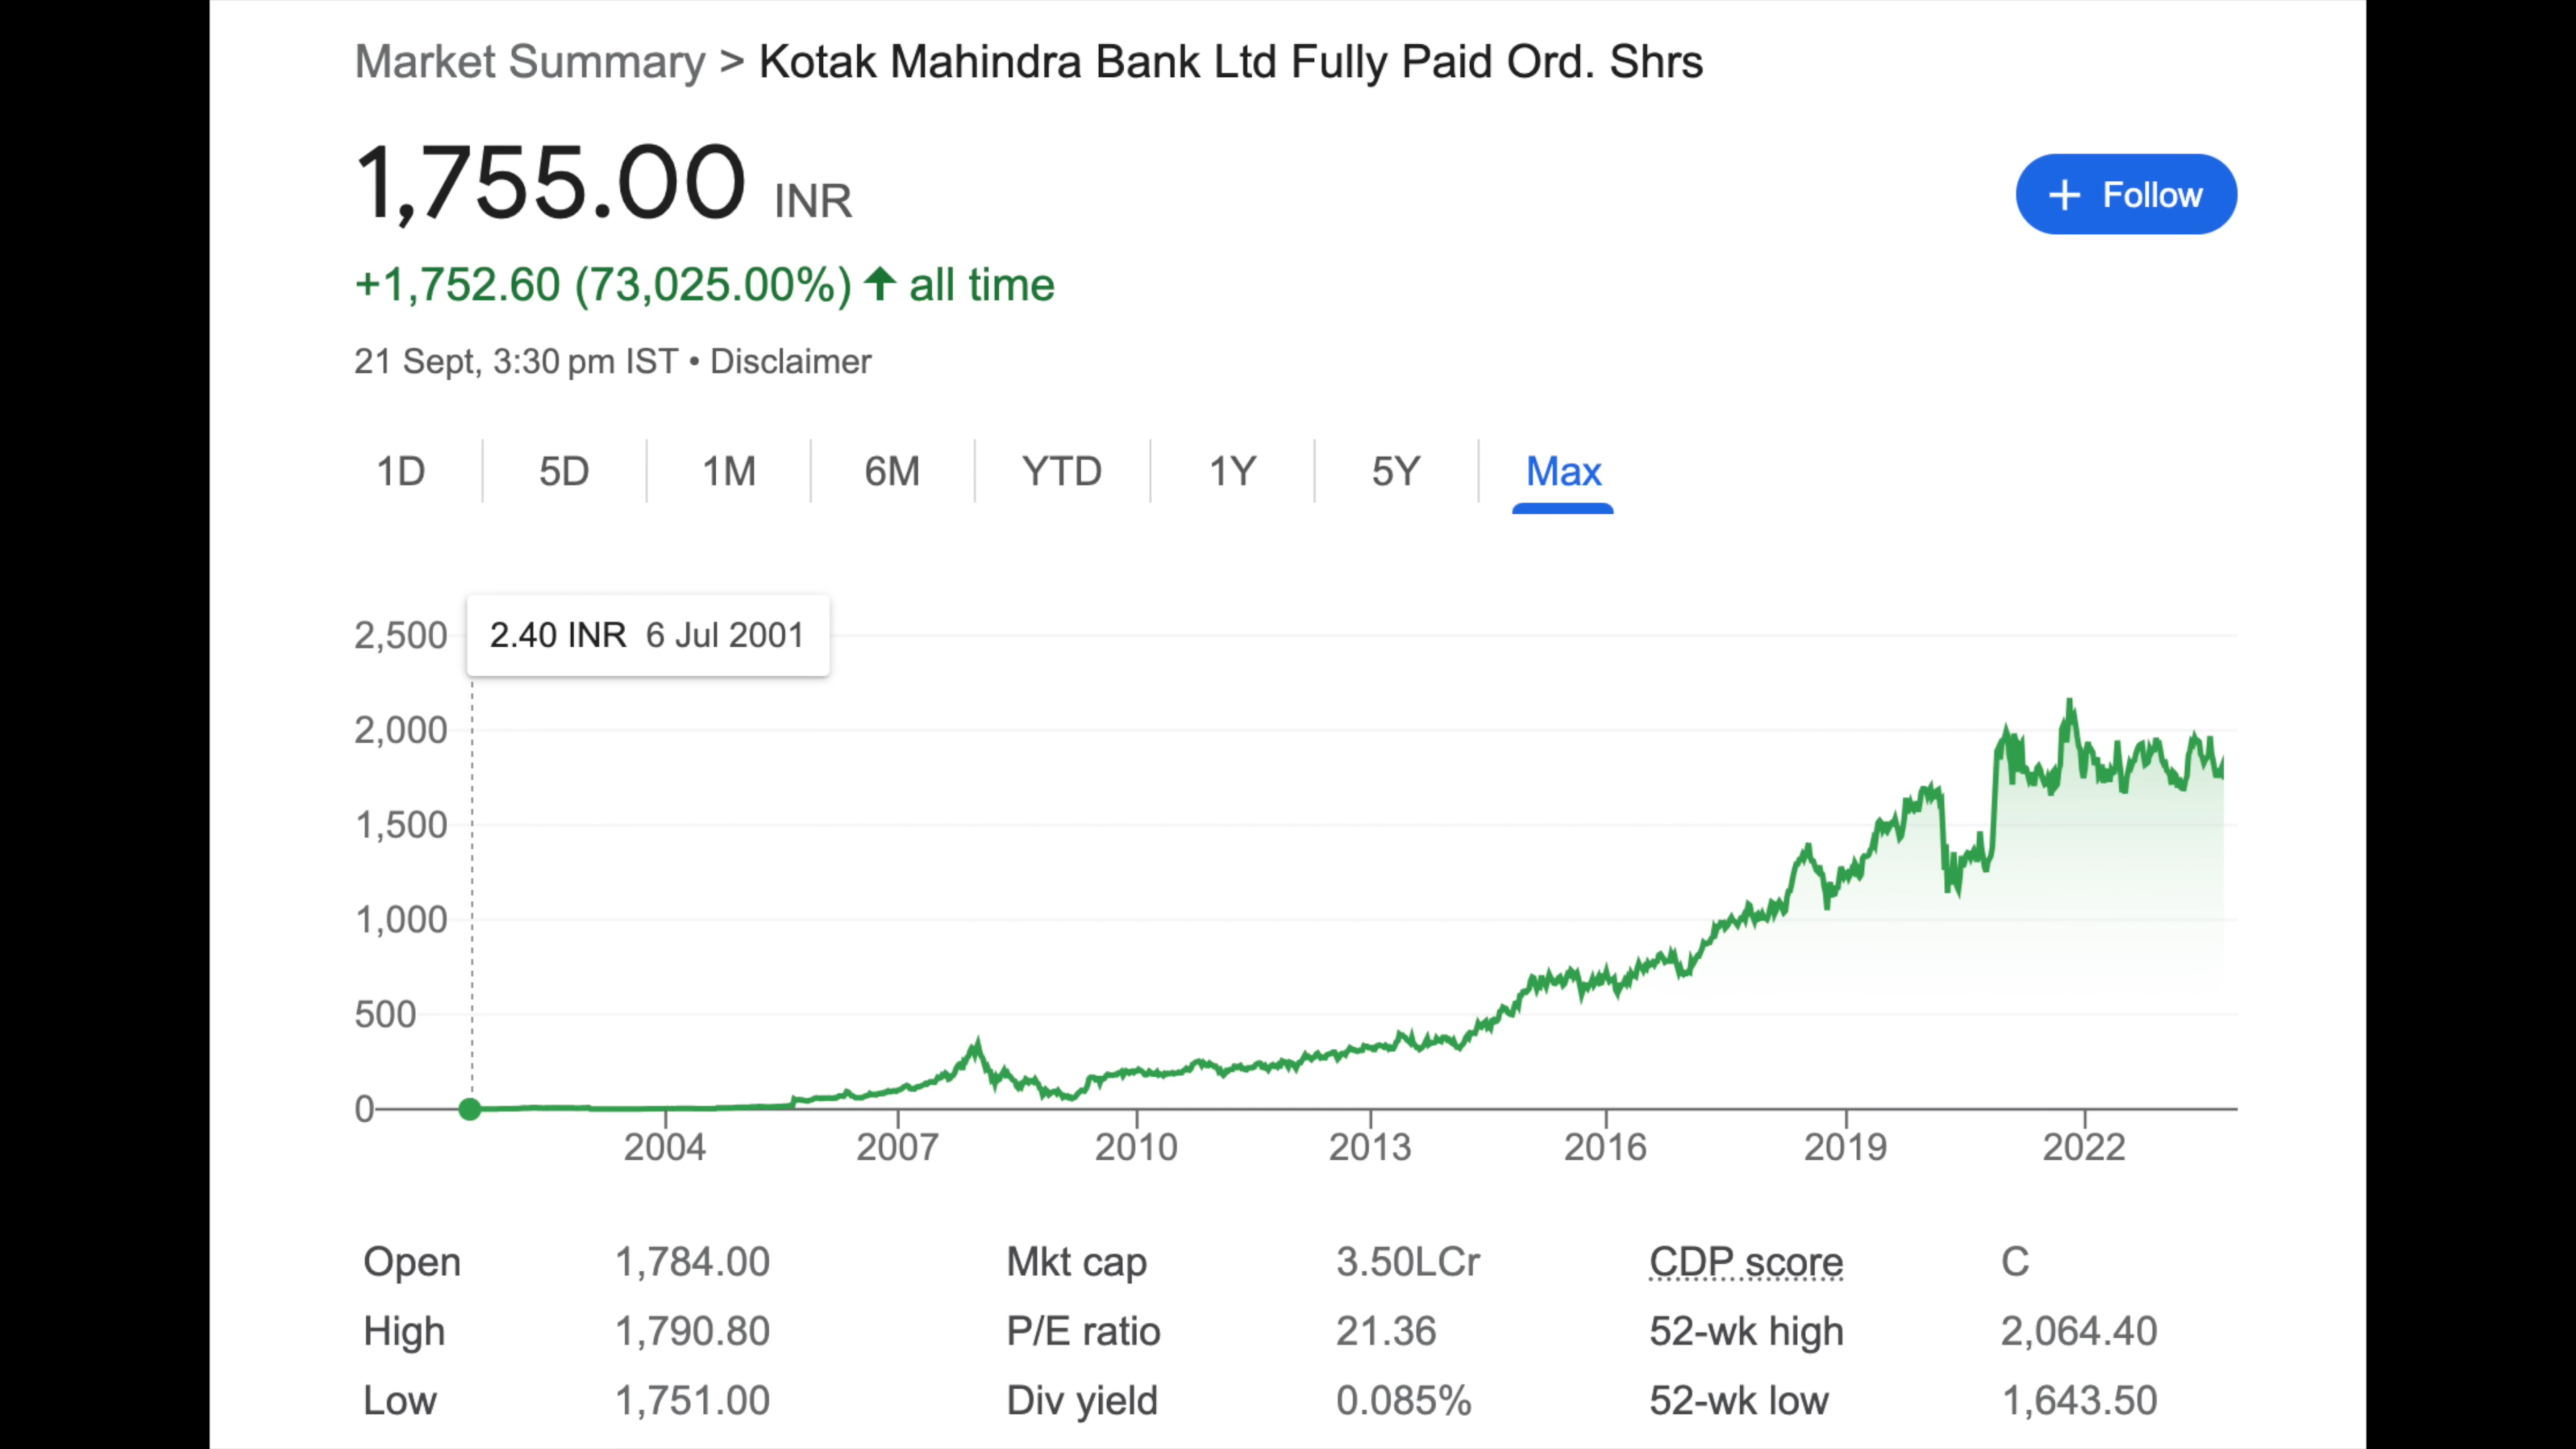 Market Summary > Kotak Mahindra Bank Ltd Fully Paid Ord. Shrs
1,755.00 INR
+ Follow
+1,752.60 (73,025.00%) ↑ all time
21 Sept, 3:30 pm IST • Disclaimer
1D 5D 1M 6M YTD 1Y 5Y Max
2.40 INR 6 Jul 2001
2,500
2,000
1,500
1,000
500
0
2004 2007 2010 2013 2016 2019 2022
Open 1,784.00 Mkt cap 3.50LCr CDP score C
High 1,790.80 P/E ratio 21.36 52-wk high 2,064.40
Low 1,751.00 Div yield 0.085% 52-wk low 1,643.50